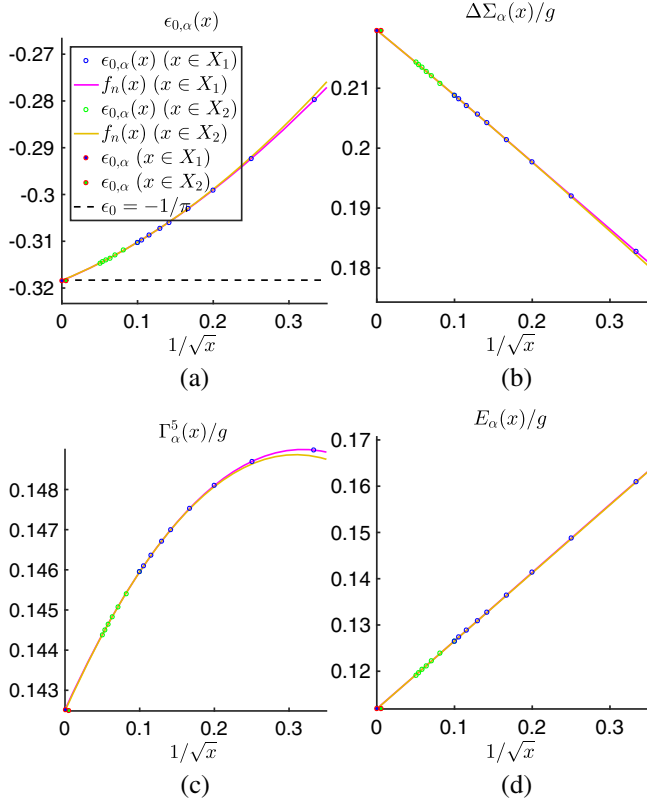 ϵ₀,α(x)
-0.27
-0.28
-0.29
-0.3
-0.31
-0.32
ϵ₀,α(x) (x ∈ X₁)
fₙ(x) (x ∈ X₁)
ϵ₀,α(x) (x ∈ X₂)
fₙ(x) (x ∈ X₂)
ϵ₀,α (x ∈ X₁)
ϵ₀,α (x ∈ X₂)
ϵ₀ = −1/π
0 0.1 0.2 0.3
1/√x
(a)
ΔΣα(x)/g
0.21
0.2
0.19
0.18
0 0.1 0.2 0.3
1/√x
(b)
Γ⁵α(x)/g
0.148
0.147
0.146
0.145
0.144
0.143
0 0.1 0.2 0.3
1/√x
(c)
Eα(x)/g
0.17
0.16
0.15
0.14
0.13
0.12
0 0.1 0.2 0.3
1/√x
(d)